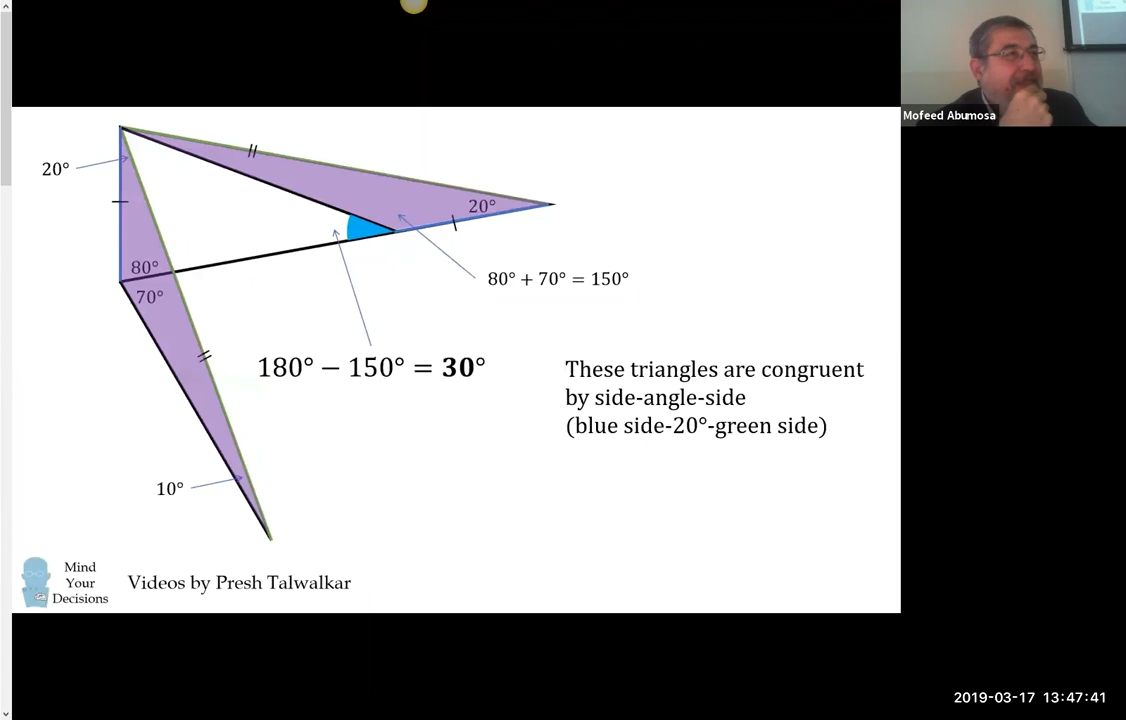 Mofeed Abumosa
20°
20°
80°
70°
80° + 70° = 150°
180° − 150° = 30°
These triangles are congruent
by side-angle-side
(blue side-20°-green side)
10°
Mind
Your
Decisions
Videos by Presh Talwalkar
2019-03-17 13:47:41